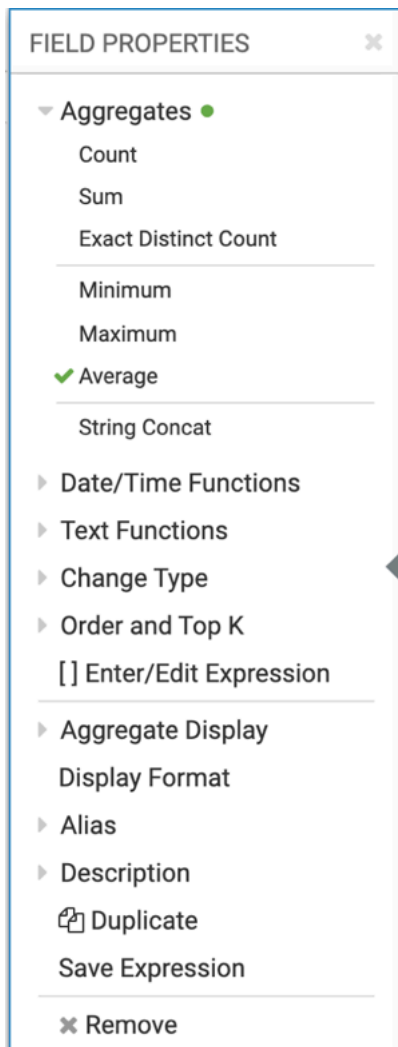 FIELD PROPERTIES
Aggregates
Count
Sum
Exact Distinct Count
Minimum
Maximum
Average
String Concat
Date/Time Functions
Text Functions
Change Type
Order and Top K
[ ] Enter/Edit Expression
Aggregate Display
Display Format
Alias
Description
Duplicate
Save Expression
Remove